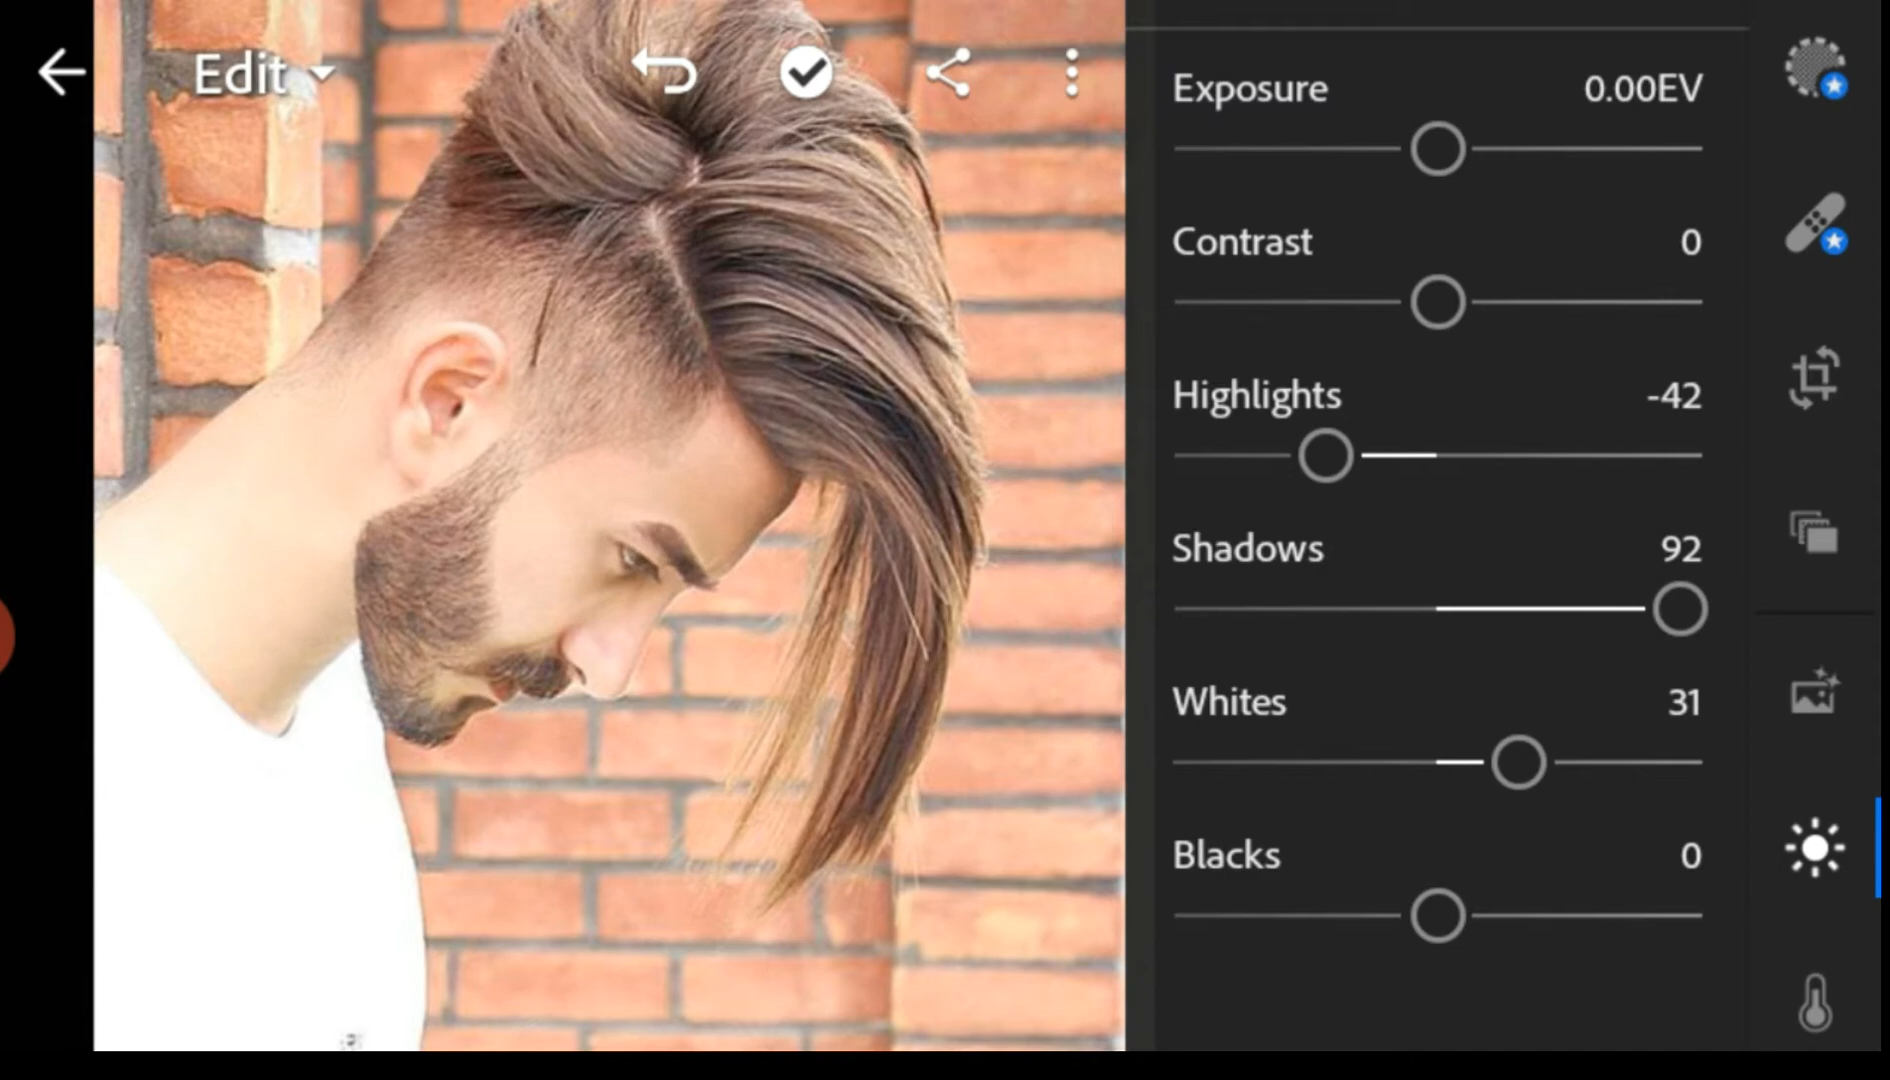 Edit
Exposure 0.00EV
Contrast 0
Highlights -42
Shadows 92
Whites 31
Blacks 0